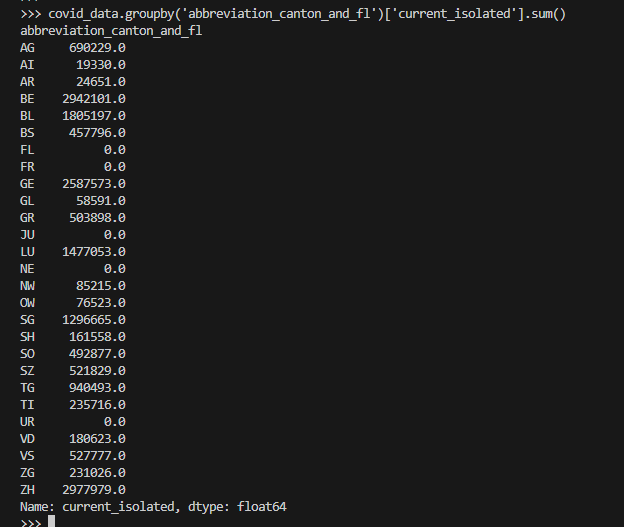 >>> covid_data.groupby('abbreviation_canton_and_fl')['current_isolated'].sum()
abbreviation_canton_and_fl
AG 690229.0
AI 19330.0
AR 24651.0
BE 2942101.0
BL 1805197.0
BS 457796.0
FL 0.0
FR 0.0
GE 2587573.0
GL 58591.0
GR 503898.0
JU 0.0
LU 1477053.0
NE 0.0
NW 85215.0
OW 76523.0
SG 1296665.0
SH 161558.0
SO 492877.0
SZ 521829.0
TG 940493.0
TI 235716.0
UR 0.0
VD 180623.0
VS 527777.0
ZG 231026.0
ZH 2977979.0
Name: current_isolated, dtype: float64
>>>